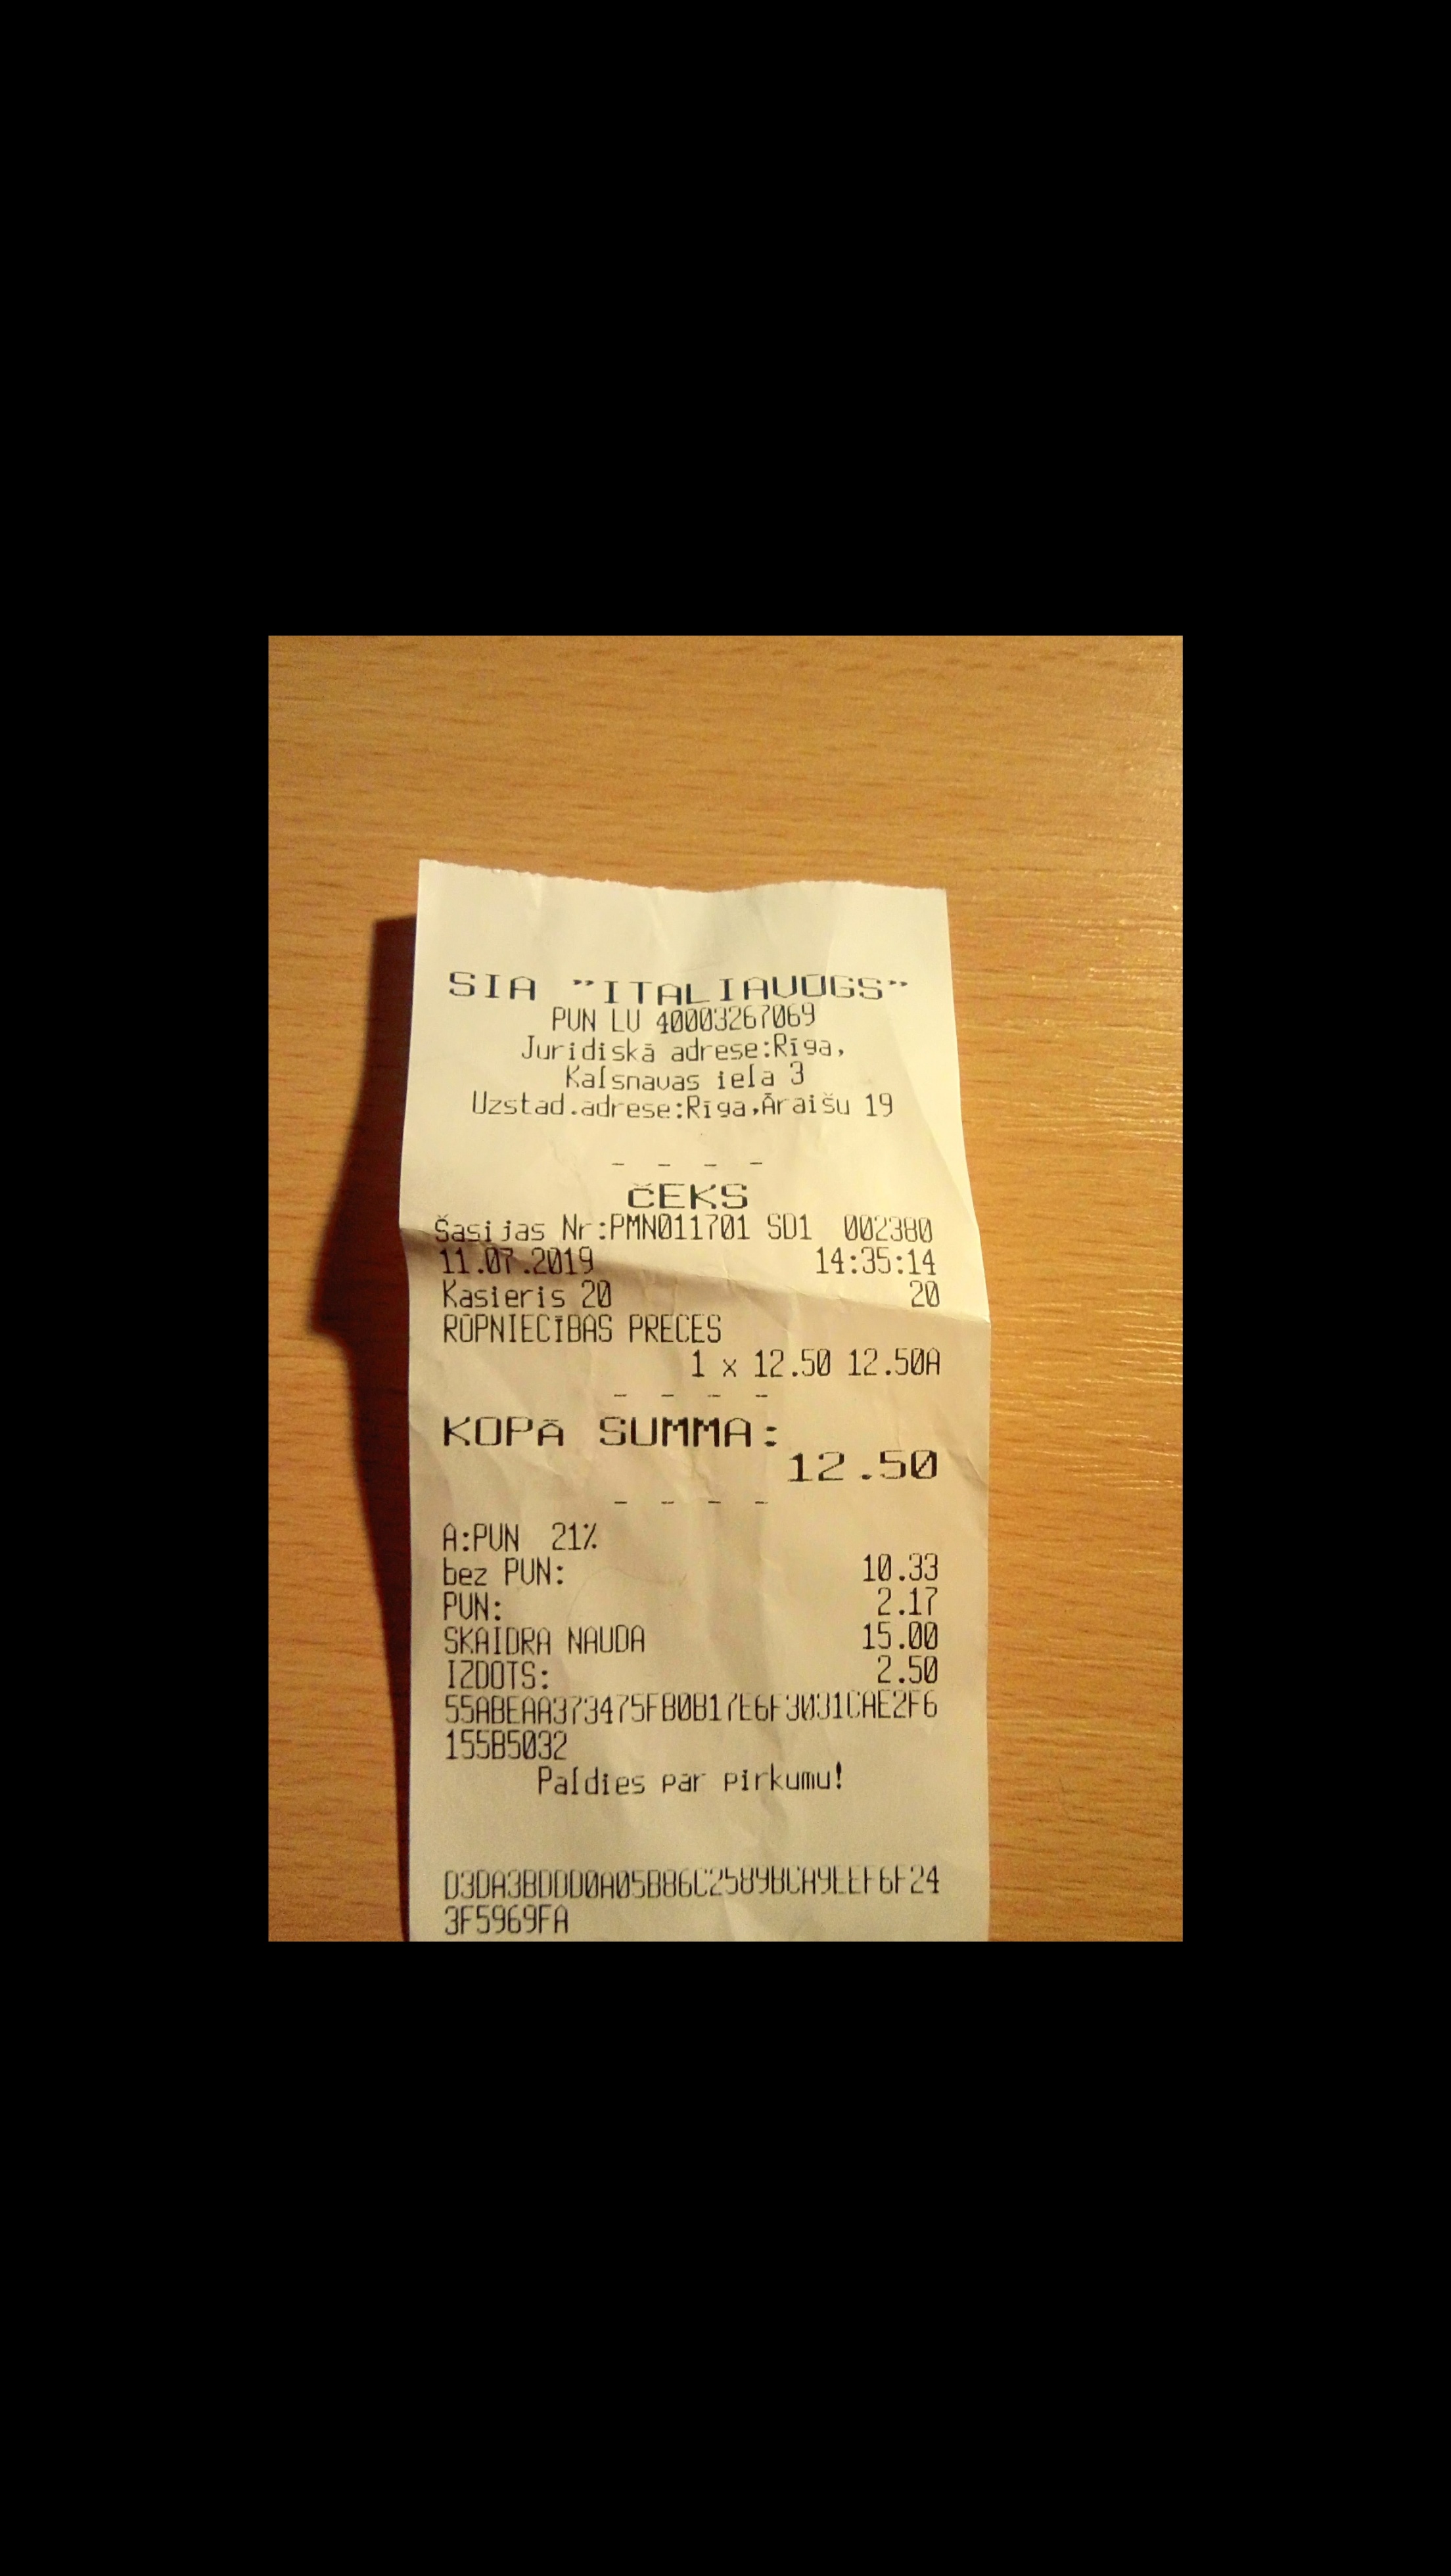 SIA "ITALIAVOGS"
PVN LV 40003267069
Juridiskā adrese:Rīga,
Kalsnavas iela 3
Uzstad.adrese:Rīga,Āraišu 19
- - - -
ČEKS
Šasijas Nr:PMN011701 SD1 002380
11.07.2019 14:35:14
Kasieris 20 20
RŪPNIECĪBAS PRECES
1 x 12.50 12.50A
- - - -
KOPĀ SUMMA:
12.50
- - - -
A:PVN 21%
bez PVN: 10.33
PVN: 2.17
SKAIDRA NAUDA 15.00
IZDOTS: 2.50
55ABEAA373475FB0B17E6F3031CAE2F6
155B5032
Paldies par pirkumu!
D3DA3BDDD0A05B86C2589BCA9EEF6F24
3F5969FA